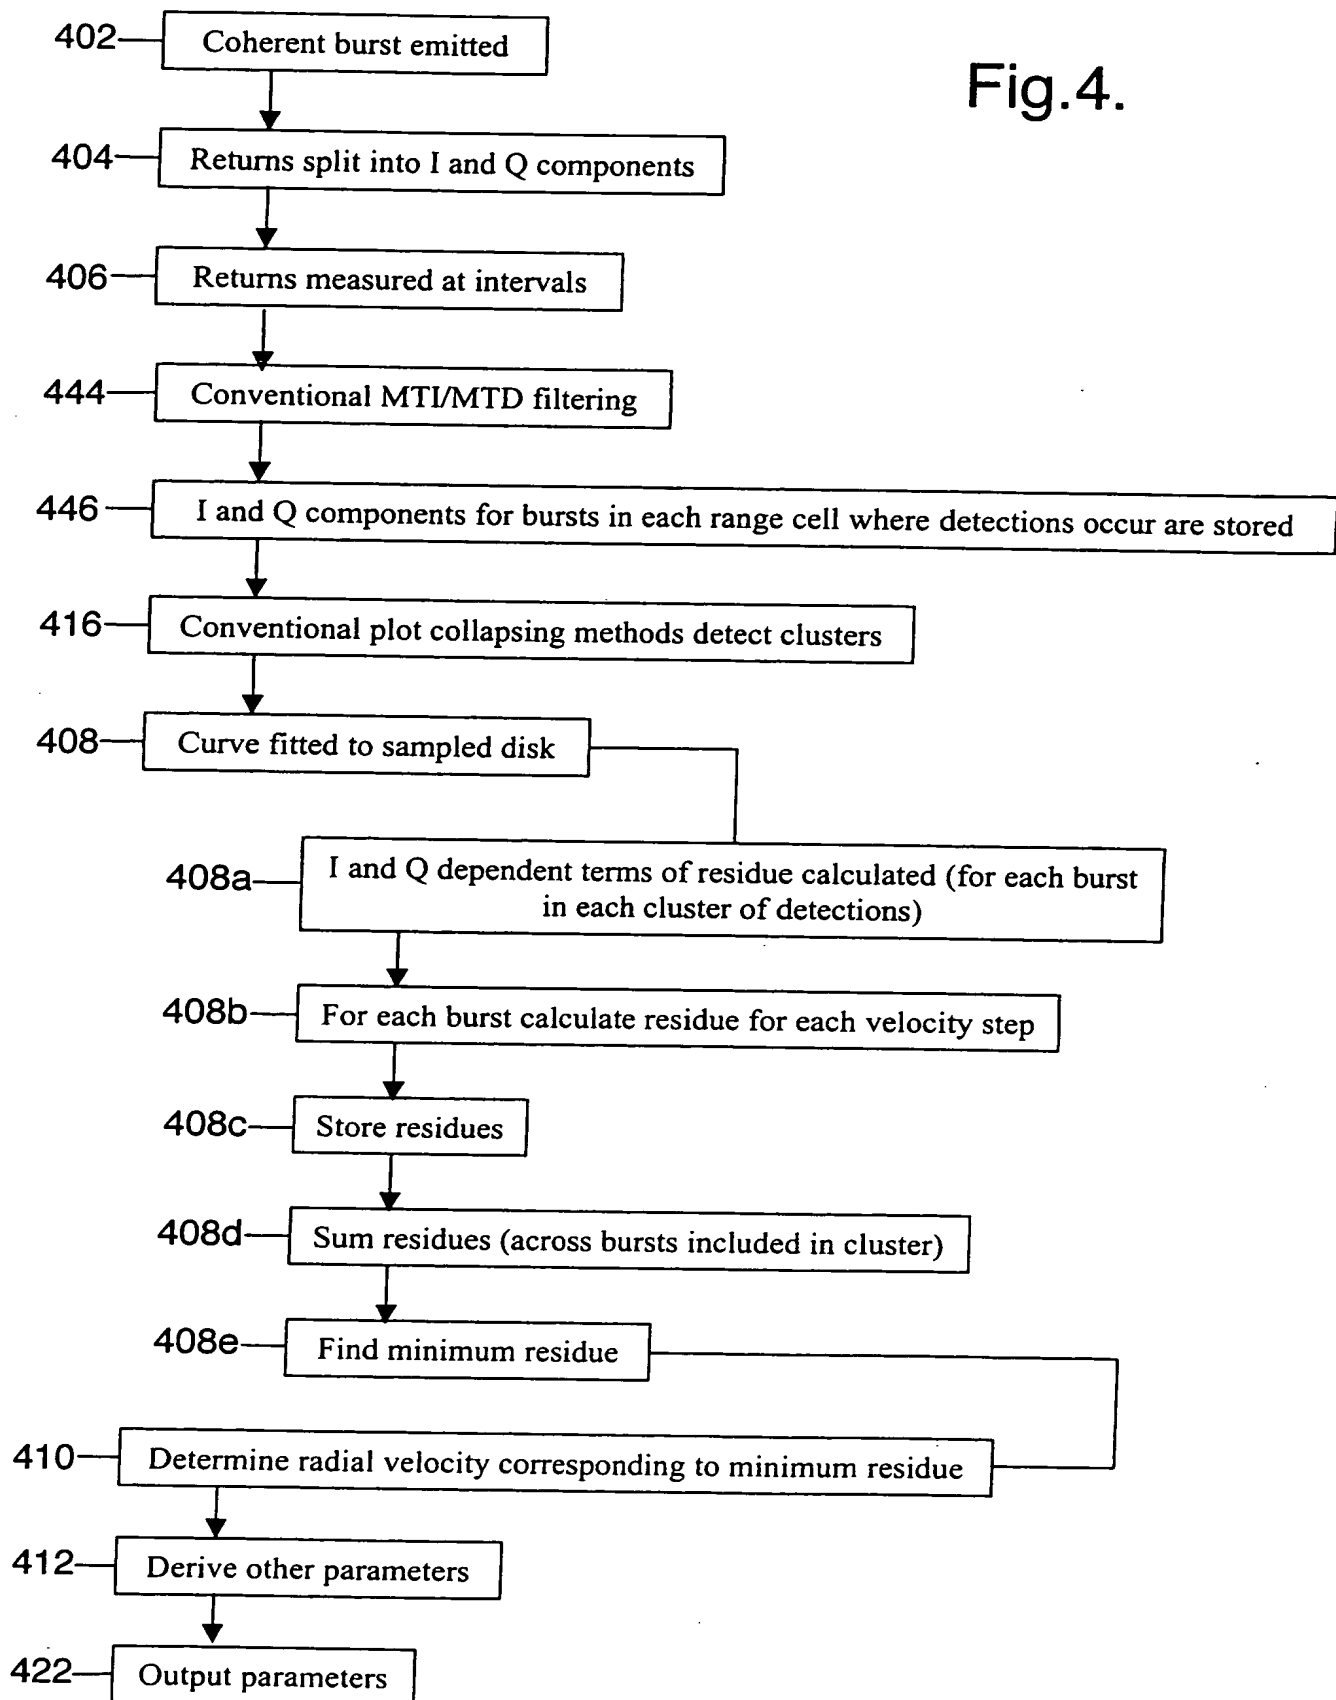 Fig.4.
402 Coherent burst emitted
404 Returns split into I and Q components
406 Returns measured at intervals
444 Conventional MTI/MTD filtering
446 I and Q components for bursts in each range cell where detections occur are stored
416 Conventional plot collapsing methods detect clusters
408 Curve fitted to sampled disk
408a I and Q dependent terms of residue calculated (for each burst
in each cluster of detections)
408b For each burst calculate residue for each velocity step
408c Store residues
408d Sum residues (across bursts included in cluster)
408e Find minimum residue
410 Determine radial velocity corresponding to minimum residue
412 Derive other parameters
422 Output parameters